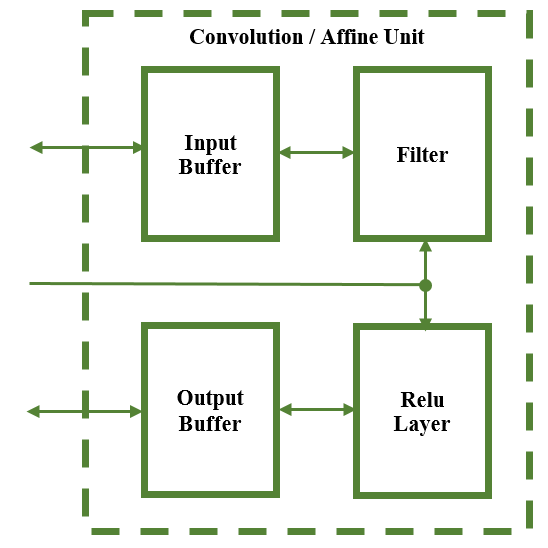 Convolution / Affine Unit
Input
Buffer
Filter
Output
Buffer
Relu
Layer